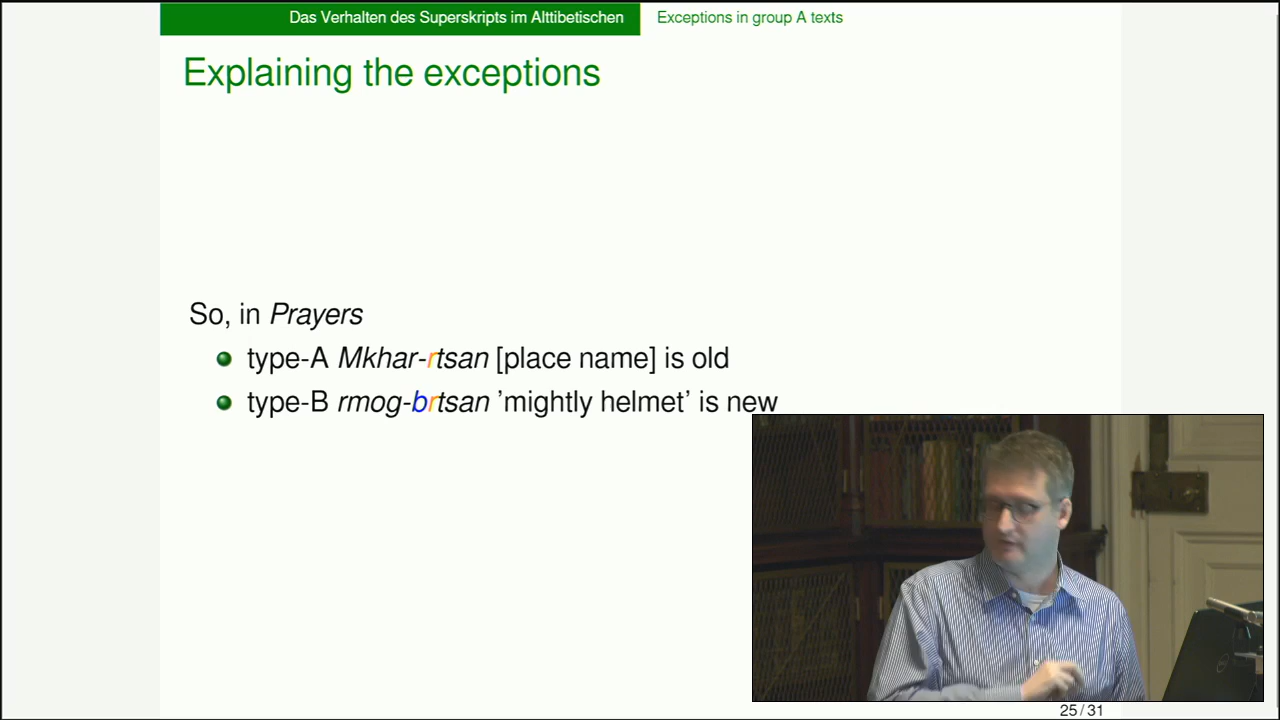 Das Verhalten des Superskripts im Alttibetischen
Exceptions in group A texts
Explaining the exceptions
So, in Prayers
type-A Mkhar-rtsan [place name] is old
type-B rmog-brtsan ’mightly helmet’ is new
25/31